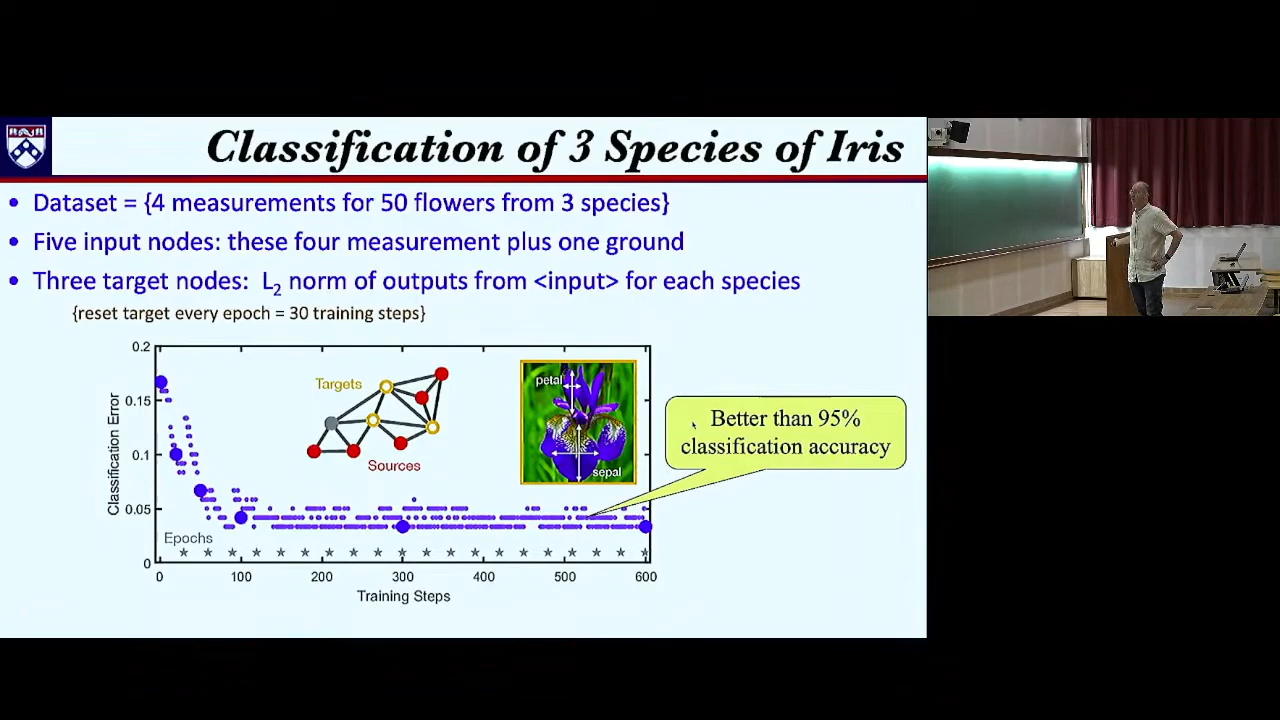 Classification of 3 Species of Iris
• Dataset = {4 measurements for 50 flowers from 3 species}
• Five input nodes: these four measurement plus one ground
• Three target nodes: L2 norm of outputs from <input> for each species
{reset target every epoch = 30 training steps}
Classification Error
0.2
0.15
0.1
0.05
0
Targets
Sources
petal
sepal
Better than 95%
classification accuracy
Epochs
0 100 200 300 400 500 600
Training Steps